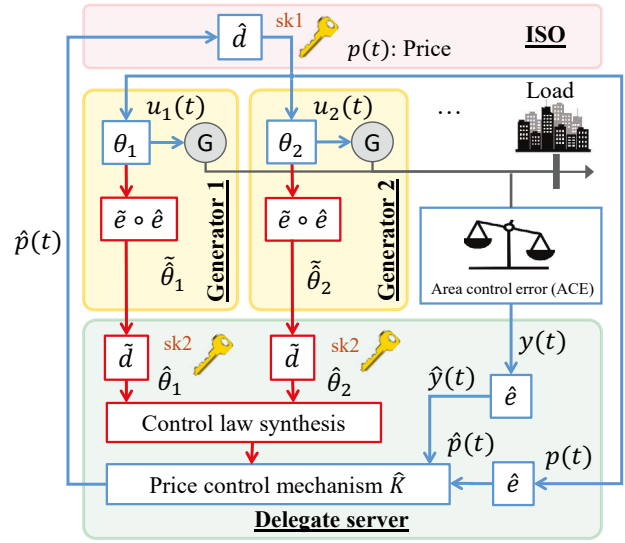 sk1
ISO
d̂
p(t): Price
u₁(t)
u₂(t)
...
Load
θ₁
G
θ₂
G
ẽ ∘ ê
Generator 1
ẽ ∘ ê
Generator 2
p̂(t)
θ̂̃₁
θ̂̃₂
Area control error (ACE)
d̃
sk2
d̃
sk2
y(t)
θ̂₁
θ̂₂
ŷ(t)
ê
Control law synthesis
p̂(t)
p(t)
Price control mechanism K̂
ê
Delegate server